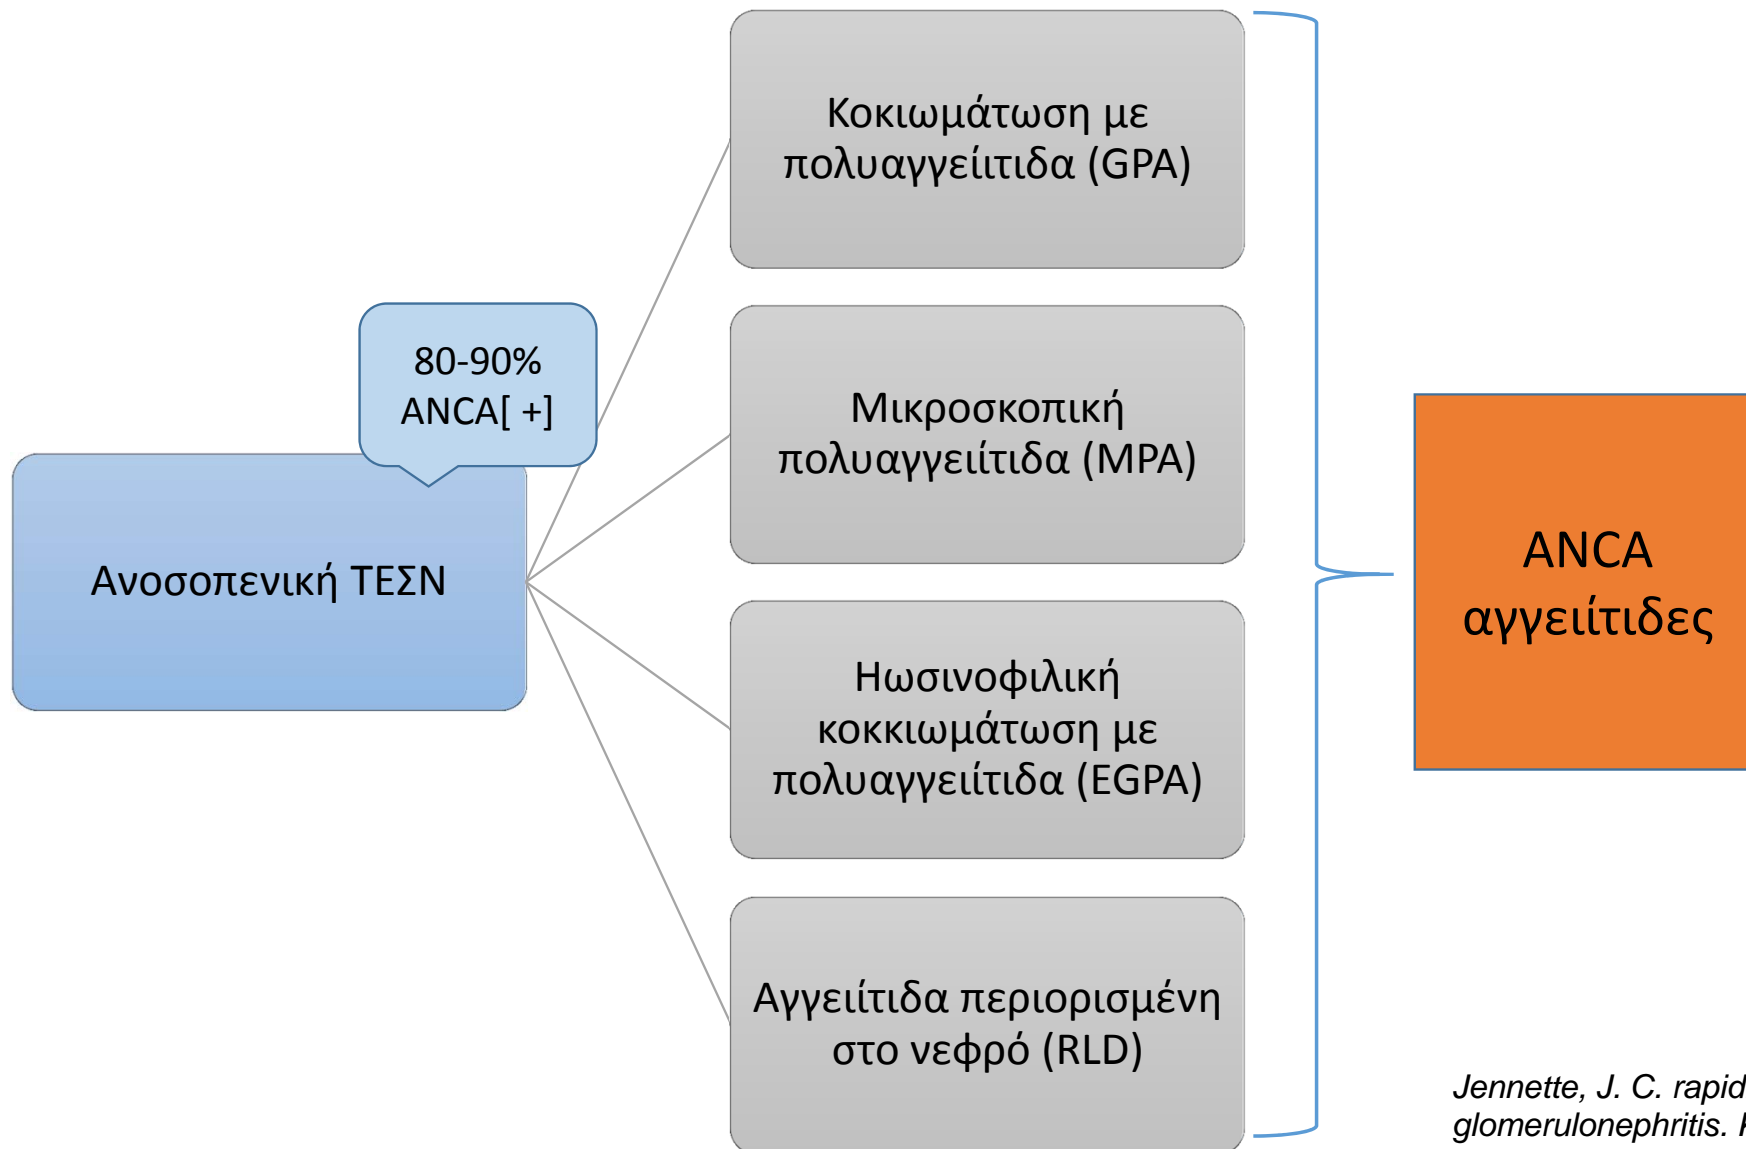 Κοκιωμάτωση με
πολυαγγείίτιδα (GPA)
80-90%
ANCA[ +]
Μικροσκοπική
πολυαγγειίτιδα (MPA)
Ανοσοπενική ΤΕΣΝ
ANCA
αγγειίτιδες
Ηωσινοφιλική
κοκκιωμάτωση με
πολυαγγειίτιδα (EGPA)
Αγγειίτιδα περιορισμένη
στο νεφρό (RLD)
Jennette, J. C. rapid
glomerulonephritis.